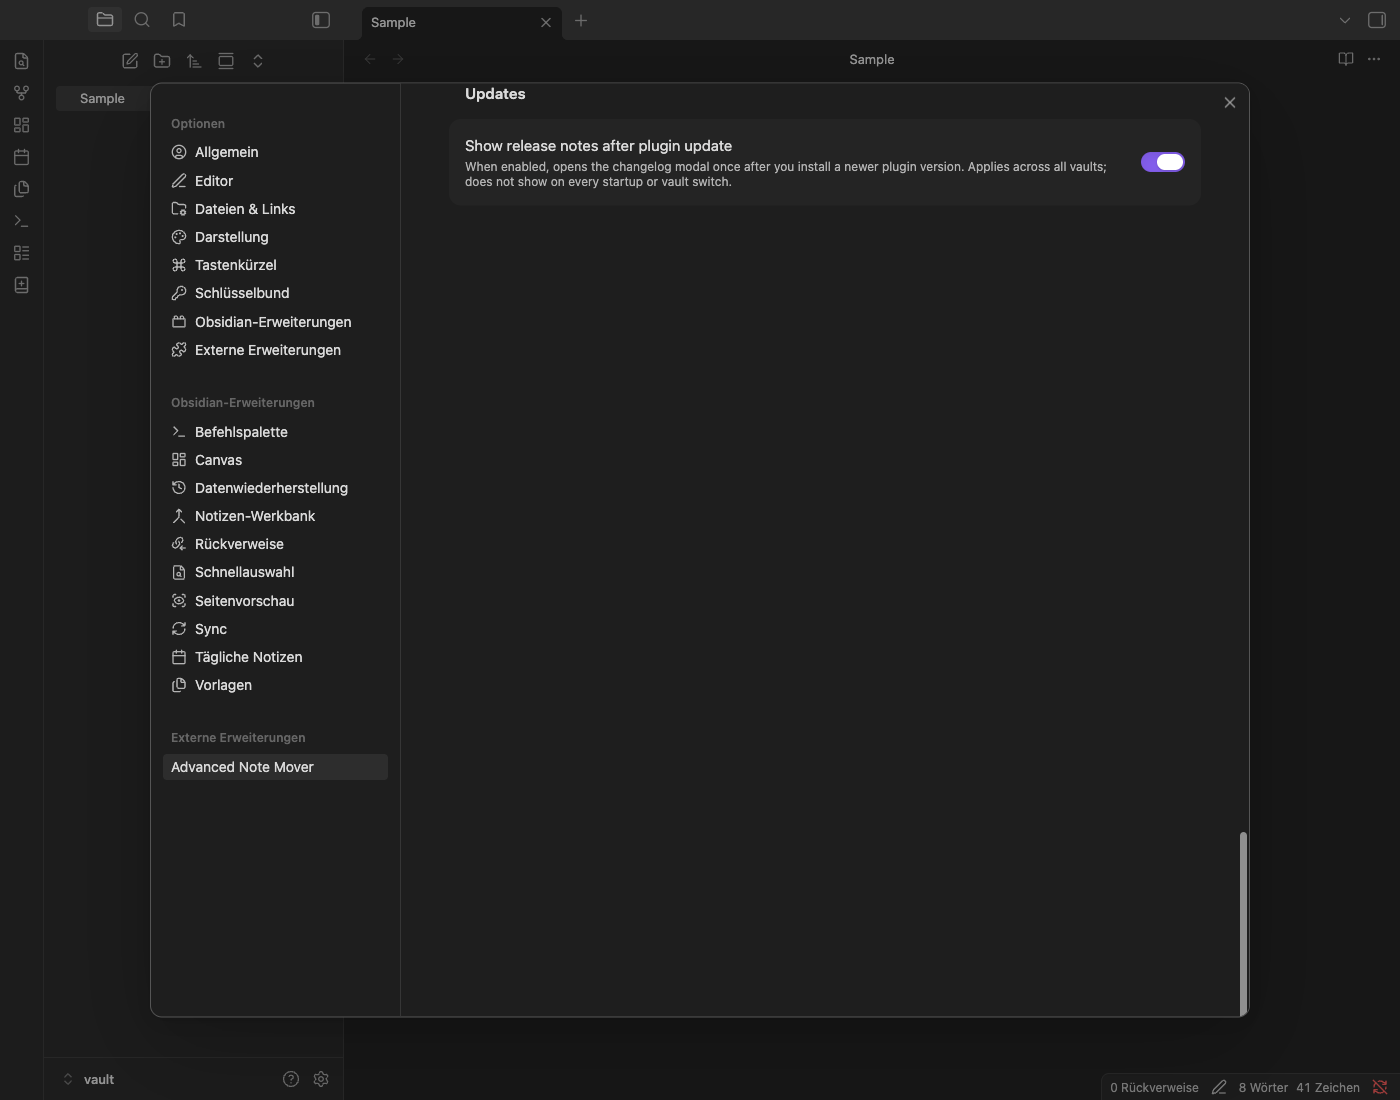 Sample
Sample
Sample
Optionen
Allgemein
Editor
Dateien & Links
Darstellung
Tastenkürzel
Schlüsselbund
Obsidian-Erweiterungen
Externe Erweiterungen
Obsidian-Erweiterungen
Befehlspalette
Canvas
Datenwiederherstellung
Notizen-Werkbank
Rückverweise
Schnellauswahl
Seitenvorschau
Sync
Tägliche Notizen
Vorlagen
Externe Erweiterungen
Advanced Note Mover
Updates
Show release notes after plugin update
When enabled, opens the changelog modal once after you install a newer plugin version. Applies across all vaults;
does not show on every startup or vault switch.
vault
0 Rückverweise
8 Wörter
41 Zeichen